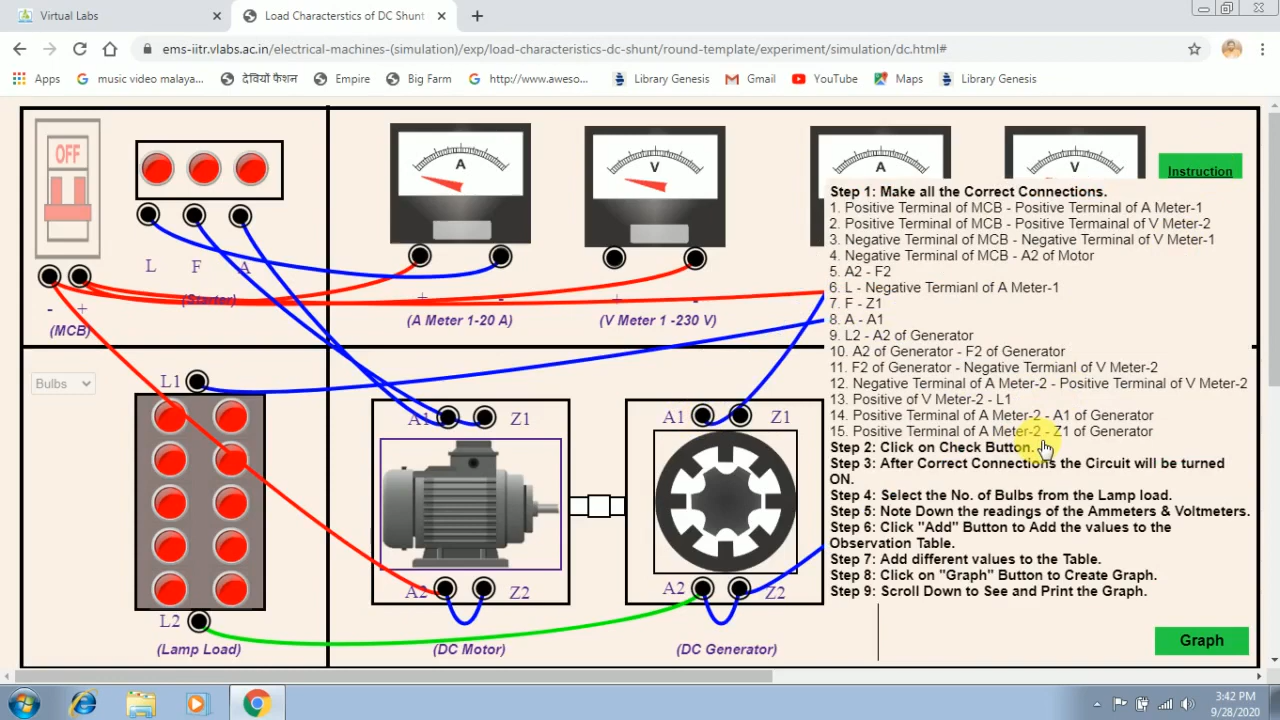 Virtual Labs
Load Characterstics of DC Shunt
ems-iitr.vlabs.ac.in/electrical-machines-(simulation)/exp/load-characteristics-dc-shunt/round-template/experiment/simulation/dc.html#
Apps
music video malaya...
देवियों फैशन
Empire
Big Farm
http://www.aweso...
Library Genesis
Gmail
YouTube
Maps
Library Genesis
OFF
- +
(MCB)
L F A
(Starter)
A
+ -
(A Meter 1-20 A)
V
+ -
(V Meter 1 -230 V)
A
V
Instruction
Step 1: Make all the Correct Connections.
1. Positive Terminal of MCB - Positive Terminal of A Meter-1
2. Positive Terminal of MCB - Positive Termainal of V Meter-2
3. Negative Terminal of MCB - Negative Terminal of V Meter-1
4. Negative Terminal of MCB - A2 of Motor
5. A2 - F2
6. L - Negative Termianl of A Meter-1
7. F - Z1
8. A - A1
9. L2 - A2 of Generator
10. A2 of Generator - F2 of Generator
11. F2 of Generator - Negative Termianl of V Meter-2
12. Negative Terminal of A Meter-2 - Positive Terminal of V Meter-2
13. Positive of V Meter-2 - L1
14. Positive Terminal of A Meter-2 - A1 of Generator
15. Positive Terminal of A Meter-2 - Z1 of Generator
Step 2: Click on Check Button.
Step 3: After Correct Connections the Circuit will be turned
ON.
Step 4: Select the No. of Bulbs from the Lamp load.
Step 5: Note Down the readings of the Ammeters & Voltmeters.
Step 6: Click "Add" Button to Add the values to the
Observation Table.
Step 7: Add different values to the Table.
Step 8: Click on "Graph" Button to Create Graph.
Step 9: Scroll Down to See and Print the Graph.
Bulbs
L1
L2
(Lamp Load)
A1 Z1
A2 Z2
(DC Motor)
A1 Z1
A2 Z2
(DC Generator)
Graph
3:42 PM
9/28/2020